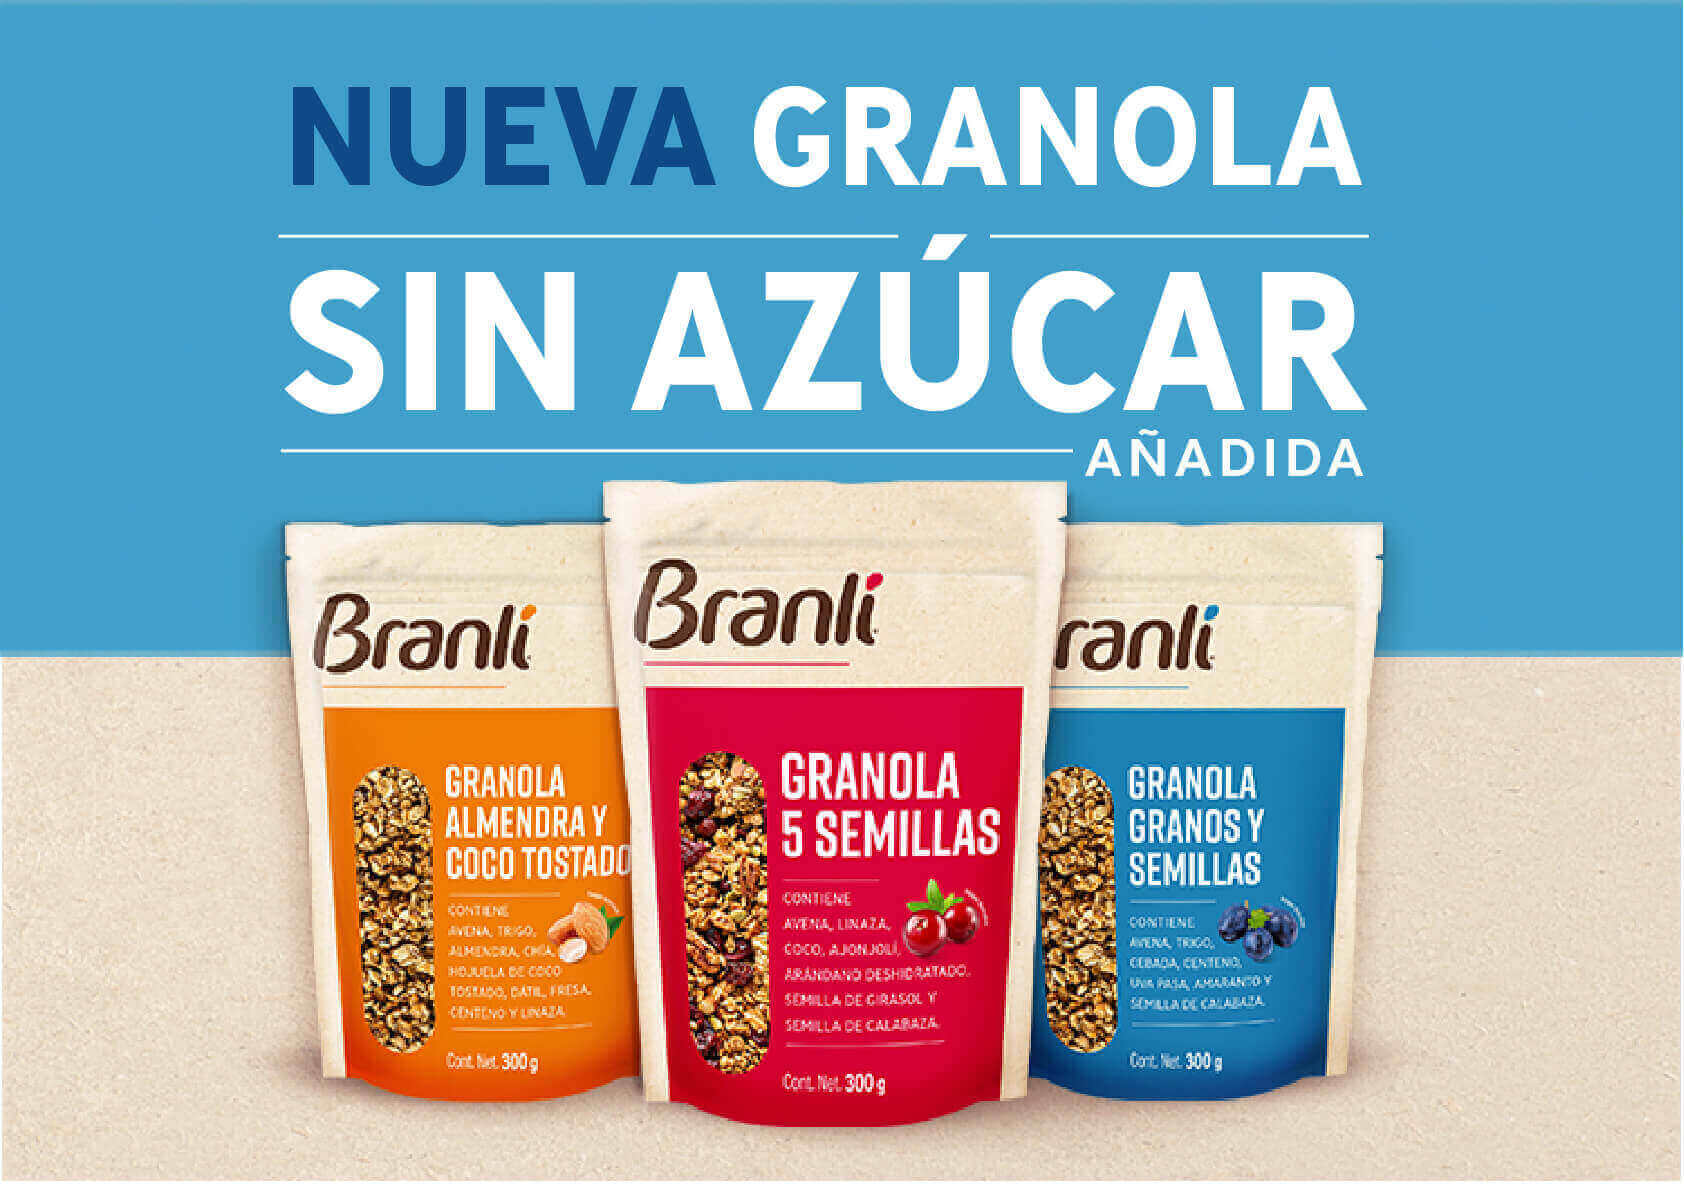 NUEVA GRANOLA
SIN AZÚCAR
AÑADIDA
Branli
GRANOLA
ALMENDRA Y
COCO TOSTADO
CONTIENE
AVENA, TRIGO,
ALMENDRA, CHÍA,
HOJUELA DE COCO
TOSTADO, DÁTIL, FRESA,
CENTENO Y LINAZA.
Cont. Net. 300 g
Branli
GRANOLA
5 SEMILLAS
CONTIENE
AVENA, LINAZA,
COCO, AJONJOLÍ,
ARÁNDANO DESHIDRATADO,
SEMILLA DE GIRASOL Y
SEMILLA DE CALABAZA.
Cont. Net. 300 g
ranli
GRANOLA
GRANOS Y
SEMILLAS
CONTIENE
AVENA, TRIGO,
CEBADA, CENTENO,
UVA PASA, AMARANTO Y
SEMILLA DE CALABAZA.
Cont. Net. 300 g